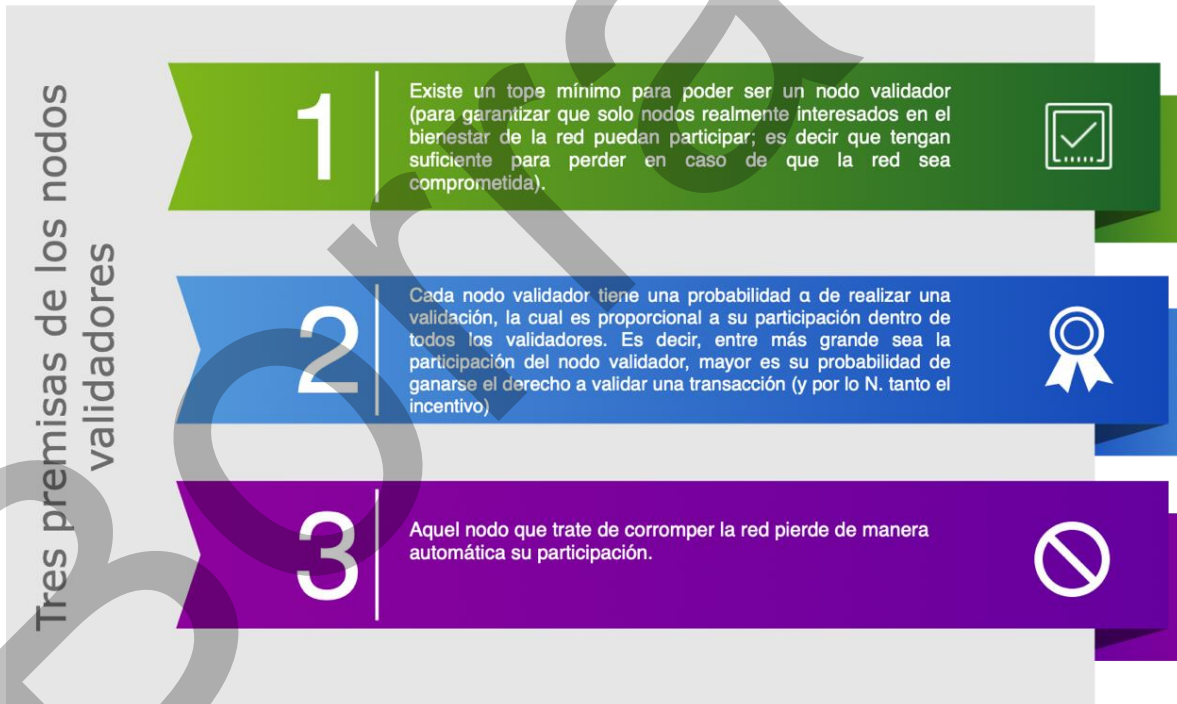 Tres premisas de los nodos
validadores
1
Existe un tope mínimo para poder ser un nodo validador
(para garantizar que solo nodos realmente interesados en el
bienestar de la red puedan participar; es decir que tengan
suficiente para perder en caso de que la red sea
comprometida).
2
Cada nodo validador tiene una probabilidad α de realizar una
validación, la cual es proporcional a su participación dentro de
todos los validadores. Es decir, entre más grande sea la
participación del nodo validador, mayor es su probabilidad de
ganarse el derecho a validar una transacción (y por lo N. tanto el
incentivo)
3
Aquel nodo que trate de corromper la red pierde de manera
automática su participación.